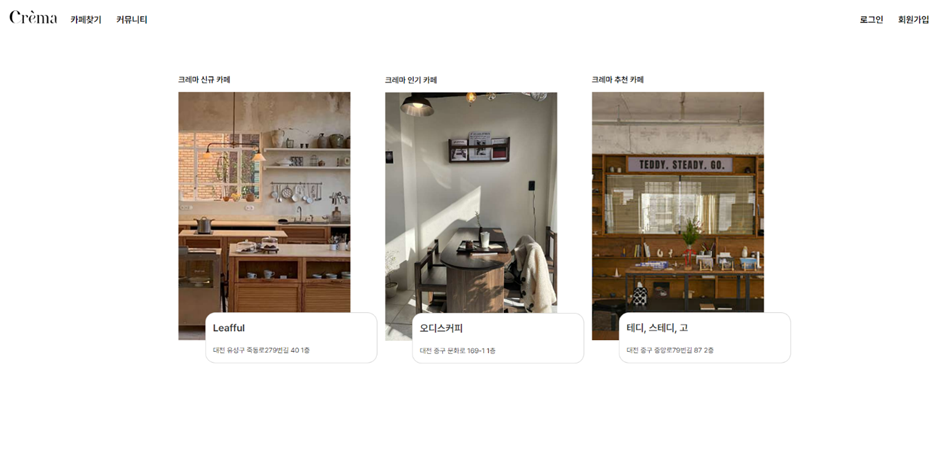 Crèma
카페찾기
커뮤니티
로그인
회원가입
크레마 신규 카페
크레마 인기 카페
크레마 추천 카페
TEDDY, STEADY, GO.
Leafful
대전 유성구 죽동로279번길 40 1층
오디스커피
대전 중구 문화로 169-1 1층
테디, 스테디, 고
대전 중구 중앙로79번길 87 2층